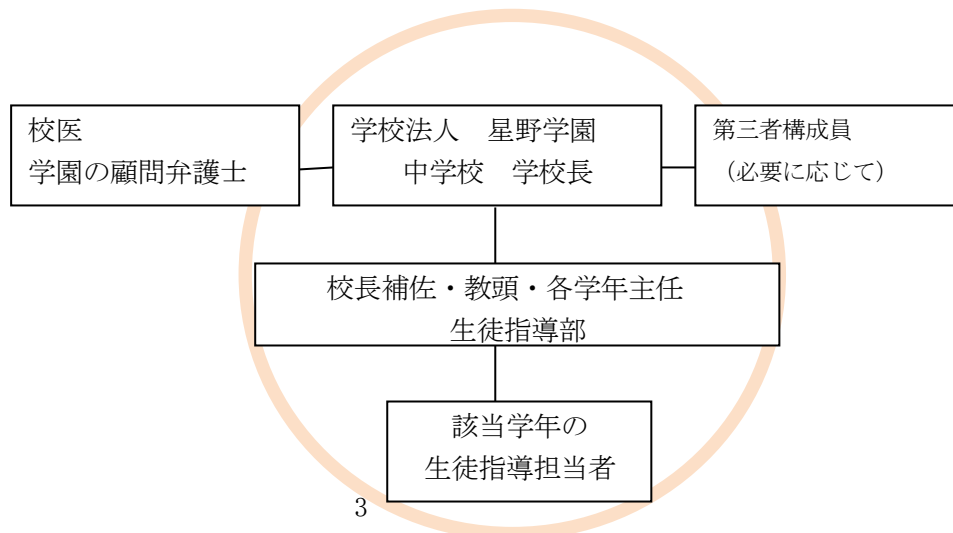 校医
学園の顧問弁護士
学校法人　星野学園
中学校　学校長
第三者構成員
（必要に応じて）
校長補佐・教頭・各学年主任
生徒指導部
該当学年の
生徒指導担当者
3